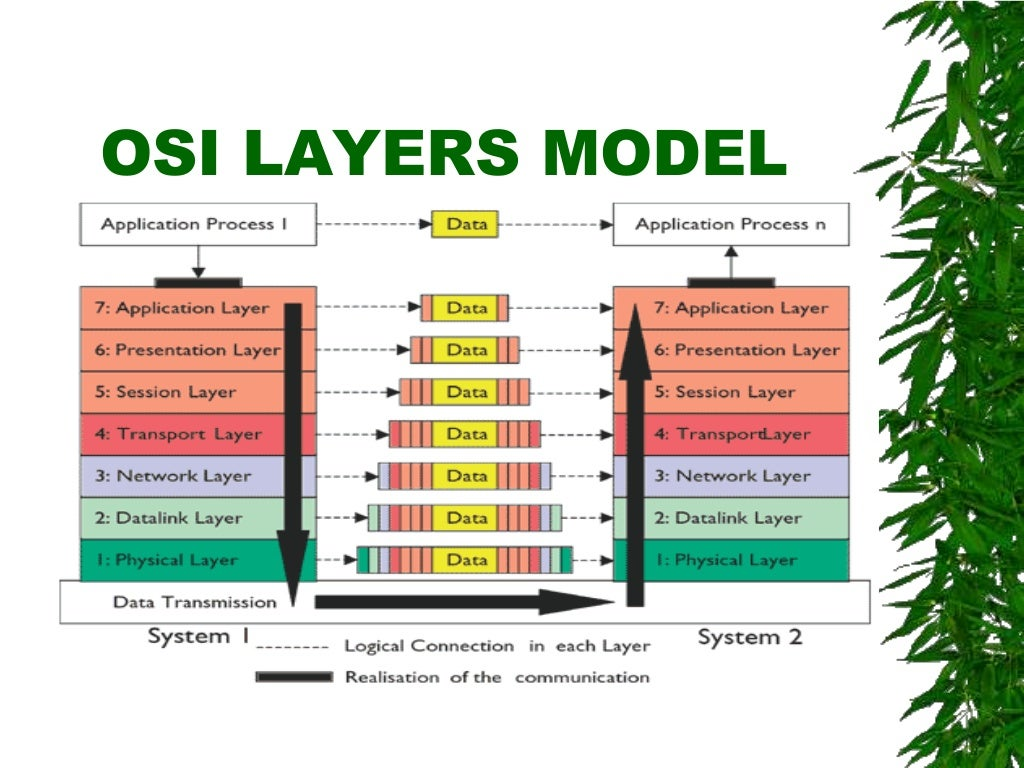 OSI LAYERS MODEL
Application Process 1
Data
Application Process n
7: Application Layer
Data
7: Application Layer
6: Presentation Layer
Data
6: Presentation Layer
5: Session Layer
Data
5: Session Layer
4: Transport Layer
Data
4: TransportLayer
3: Network Layer
Data
3: Network Layer
2: Datalink Layer
Data
2: Datalink Layer
1: Physical Layer
Data
1: Physical Layer
Data Transmission
System 1
System 2
Logical Connection in each Layer
Realisation of the communication